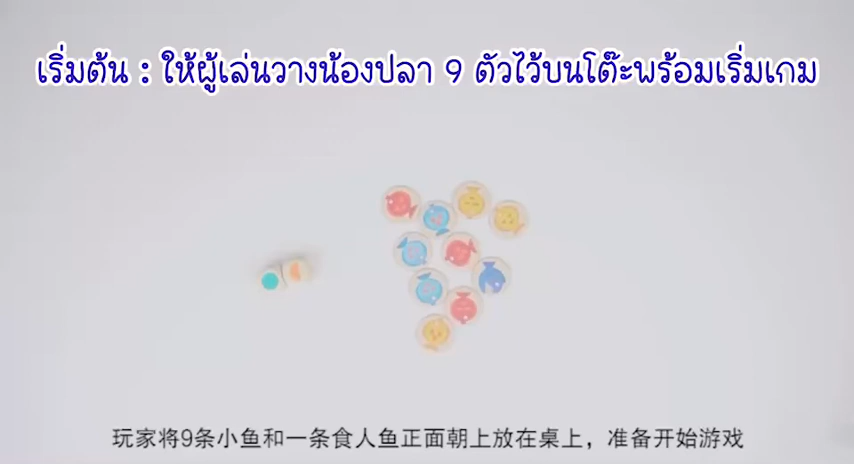 เริ่มต้น : ให้ผู้เล่นวางน้องปลา 9 ตัวไว้บนโต๊ะพร้อมเริ่มเกม
玩家将9条小鱼和一条食人鱼正面朝上放在桌上，准备开始游戏